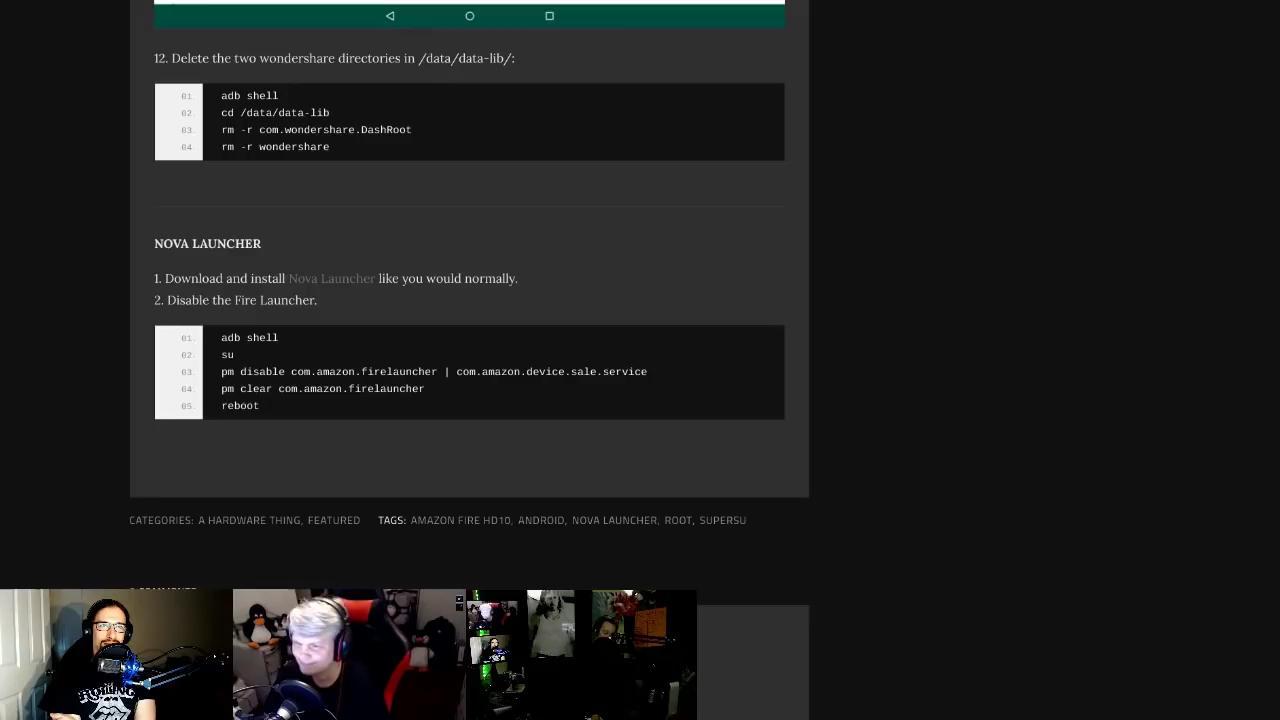 12. Delete the two wondershare directories in /data/data-lib/:
01. adb shell
02. cd /data/data-lib
03. rm -r com.wondershare.DashRoot
04. rm -r wondershare
NOVA LAUNCHER
1. Download and install Nova Launcher like you would normally.
2. Disable the Fire Launcher.
01. adb shell
02. su
03. pm disable com.amazon.firelauncher | com.amazon.device.sale.service
04. pm clear com.amazon.firelauncher
05. reboot
CATEGORIES: A HARDWARE THING, FEATURED TAGS: AMAZON FIRE HD10, ANDROID, NOVA LAUNCHER, ROOT, SUPERSU